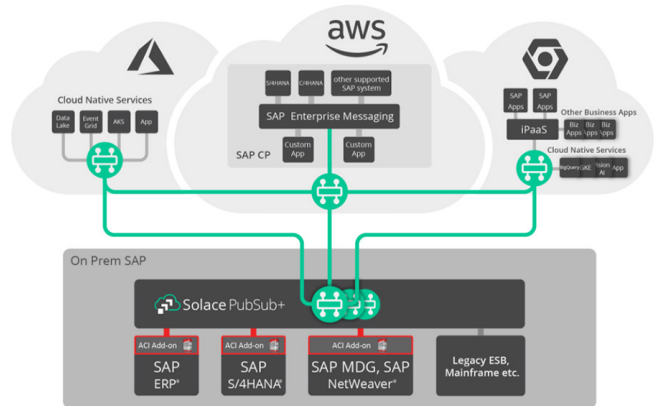 aws
Cloud Native Services
Data
Lake
Event
Grid
AKS
App
S/4HANA
C/4HANA
other supported
SAP system
SAP Enterprise Messaging
Custom
App
Custom
App
SAP CP
SAP
Apps
SAP
Apps
Other Business Apps
iPaaS
Biz
Apps
Biz
Apps
Biz
Apps
Cloud Native Services
BigQuery
GKE
AI
App
On Prem SAP
Solace PubSub+
ACI Add-on
SAP
ERP®
ACI Add-on
SAP
S/4HANA®
ACI Add-on
SAP MDG, SAP
NetWeaver®
Legacy ESB,
Mainframe etc.